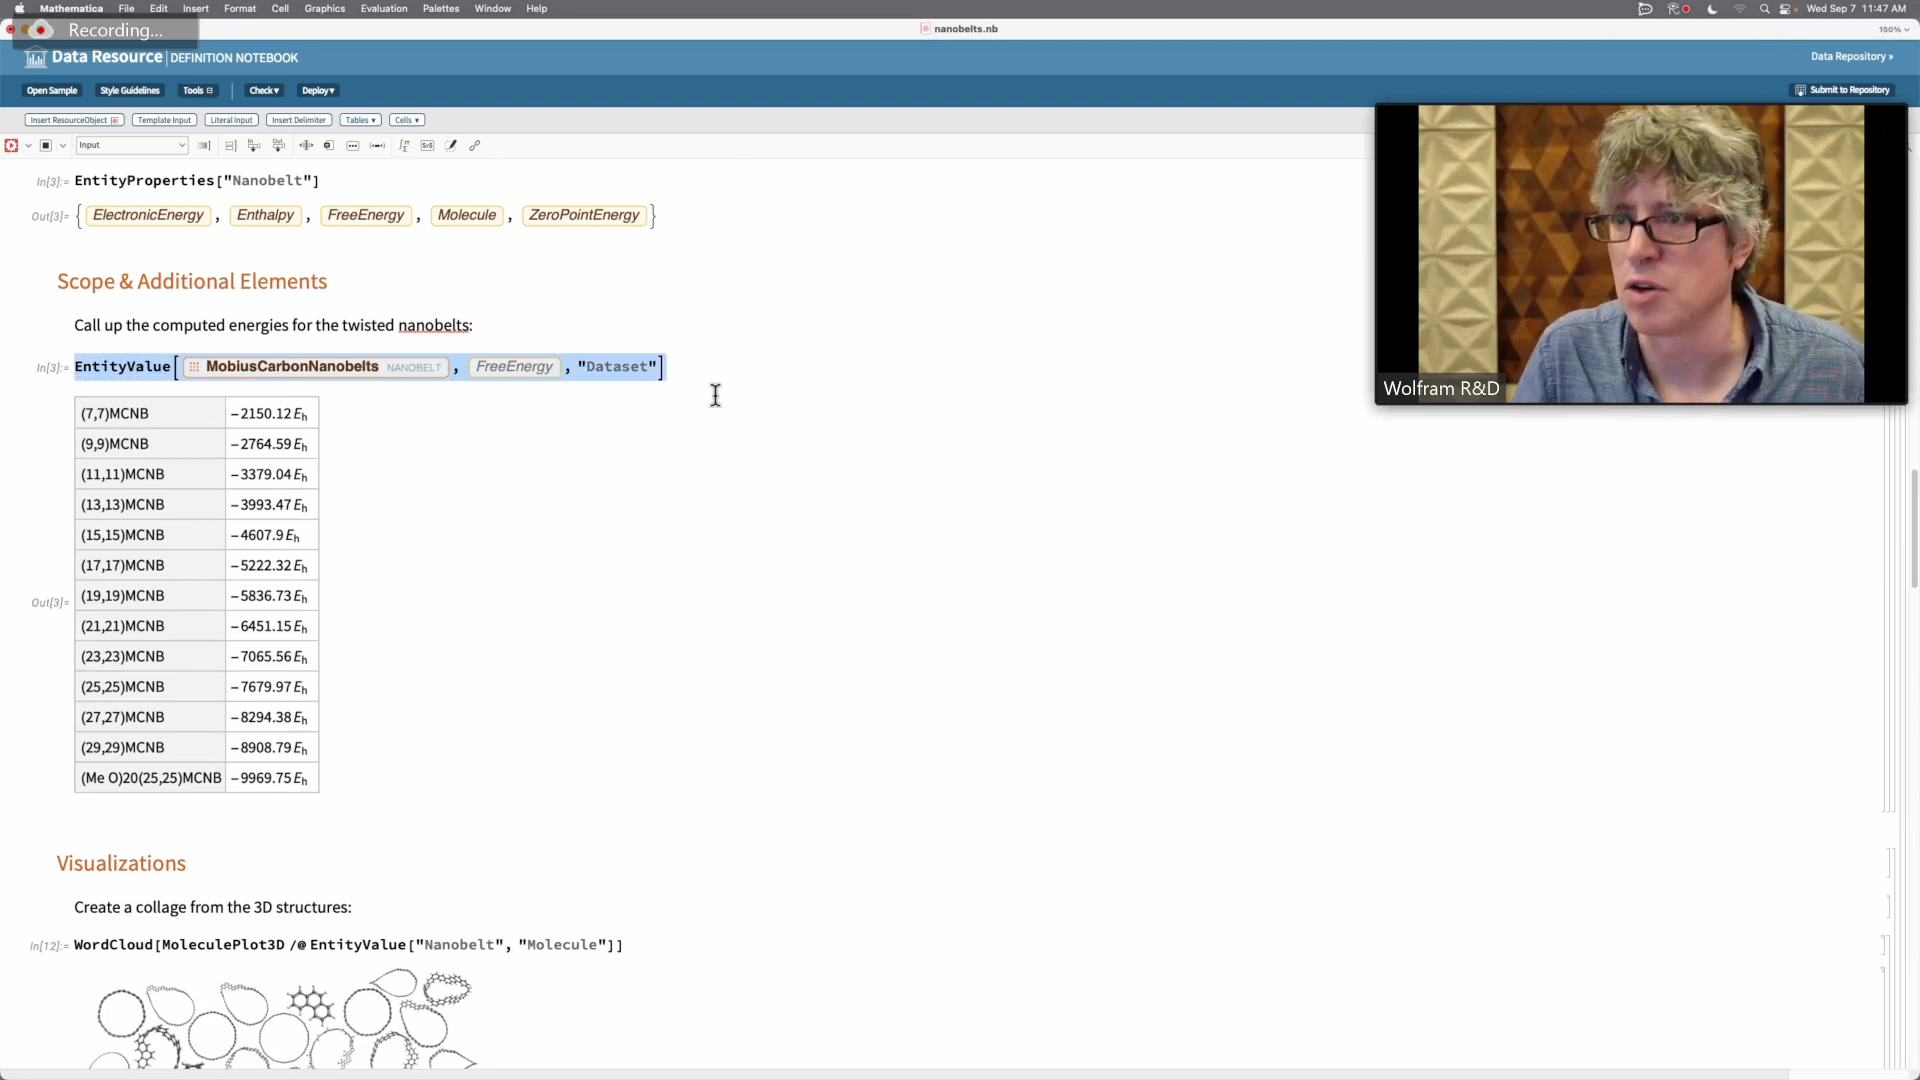 Mathematica File Edit Insert Format Cell Graphics Evaluation Palettes Window Help Wed Sep 7 11:47 AM
Recording...
nanobelts.nb
150%
Data Resource | DEFINITION NOTEBOOK
Data Repository »
Open Sample Style Guidelines Tools Check Deploy
Submit to Repository
Insert ResourceObject Template Input Literal Input Insert Delimiter Tables Cells
Input
In[3]:= EntityProperties["Nanobelt"]
Out[3]= {ElectronicEnergy, Enthalpy, FreeEnergy, Molecule, ZeroPointEnergy}
Scope & Additional Elements
Call up the computed energies for the twisted nanobelts:
In[3]:= EntityValue[MobiusCarbonNanobelts NANOBELT, FreeEnergy, "Dataset"]
Wolfram R&D
(7,7)MCNB −2150.12 Eh
(9,9)MCNB −2764.59 Eh
(11,11)MCNB −3379.04 Eh
(13,13)MCNB −3993.47 Eh
(15,15)MCNB −4607.9 Eh
(17,17)MCNB −5222.32 Eh
Out[3]= (19,19)MCNB −5836.73 Eh
(21,21)MCNB −6451.15 Eh
(23,23)MCNB −7065.56 Eh
(25,25)MCNB −7679.97 Eh
(27,27)MCNB −8294.38 Eh
(29,29)MCNB −8908.79 Eh
(Me O)20(25,25)MCNB −9969.75 Eh
Visualizations
Create a collage from the 3D structures:
In[12]:= WordCloud[MoleculePlot3D /@ EntityValue["Nanobelt", "Molecule"]]